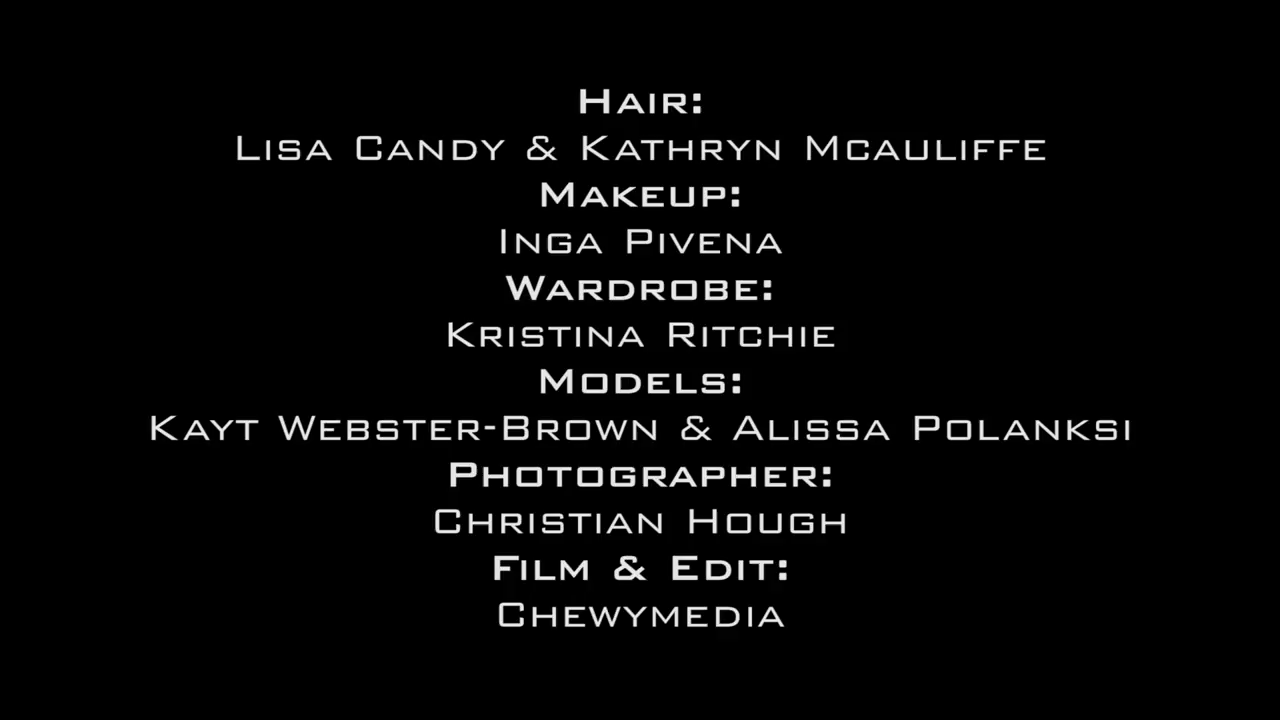 Hair:
Lisa Candy & Kathryn Mcauliffe
Makeup:
Inga Pivena
Wardrobe:
Kristina Ritchie
Models:
Kayt Webster-Brown & Alissa Polanksi
Photographer:
Christian Hough
Film & Edit:
Chewymedia